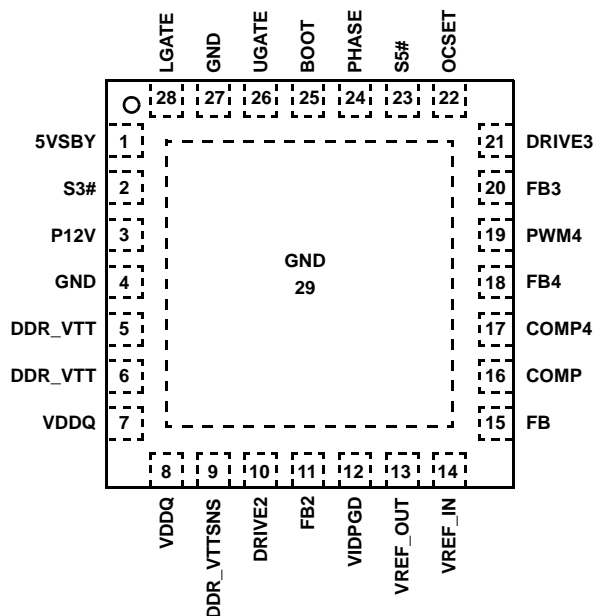 LGATE
GND
UGATE
BOOT
PHASE
S5#
OCSET
28
27
26
25
24
23
22
5VSBY
1
21
DRIVE3
S3#
2
20
FB3
P12V
3
19
PWM4
GND
4
GND
29
18
FB4
DDR_VTT
5
17
COMP4
DDR_VTT
6
16
COMP
VDDQ
7
15
FB
8
9
10
11
12
13
14
VDDQ
DDR_VTTSNS
DRIVE2
FB2
VIDPGD
VREF_OUT
VREF_IN